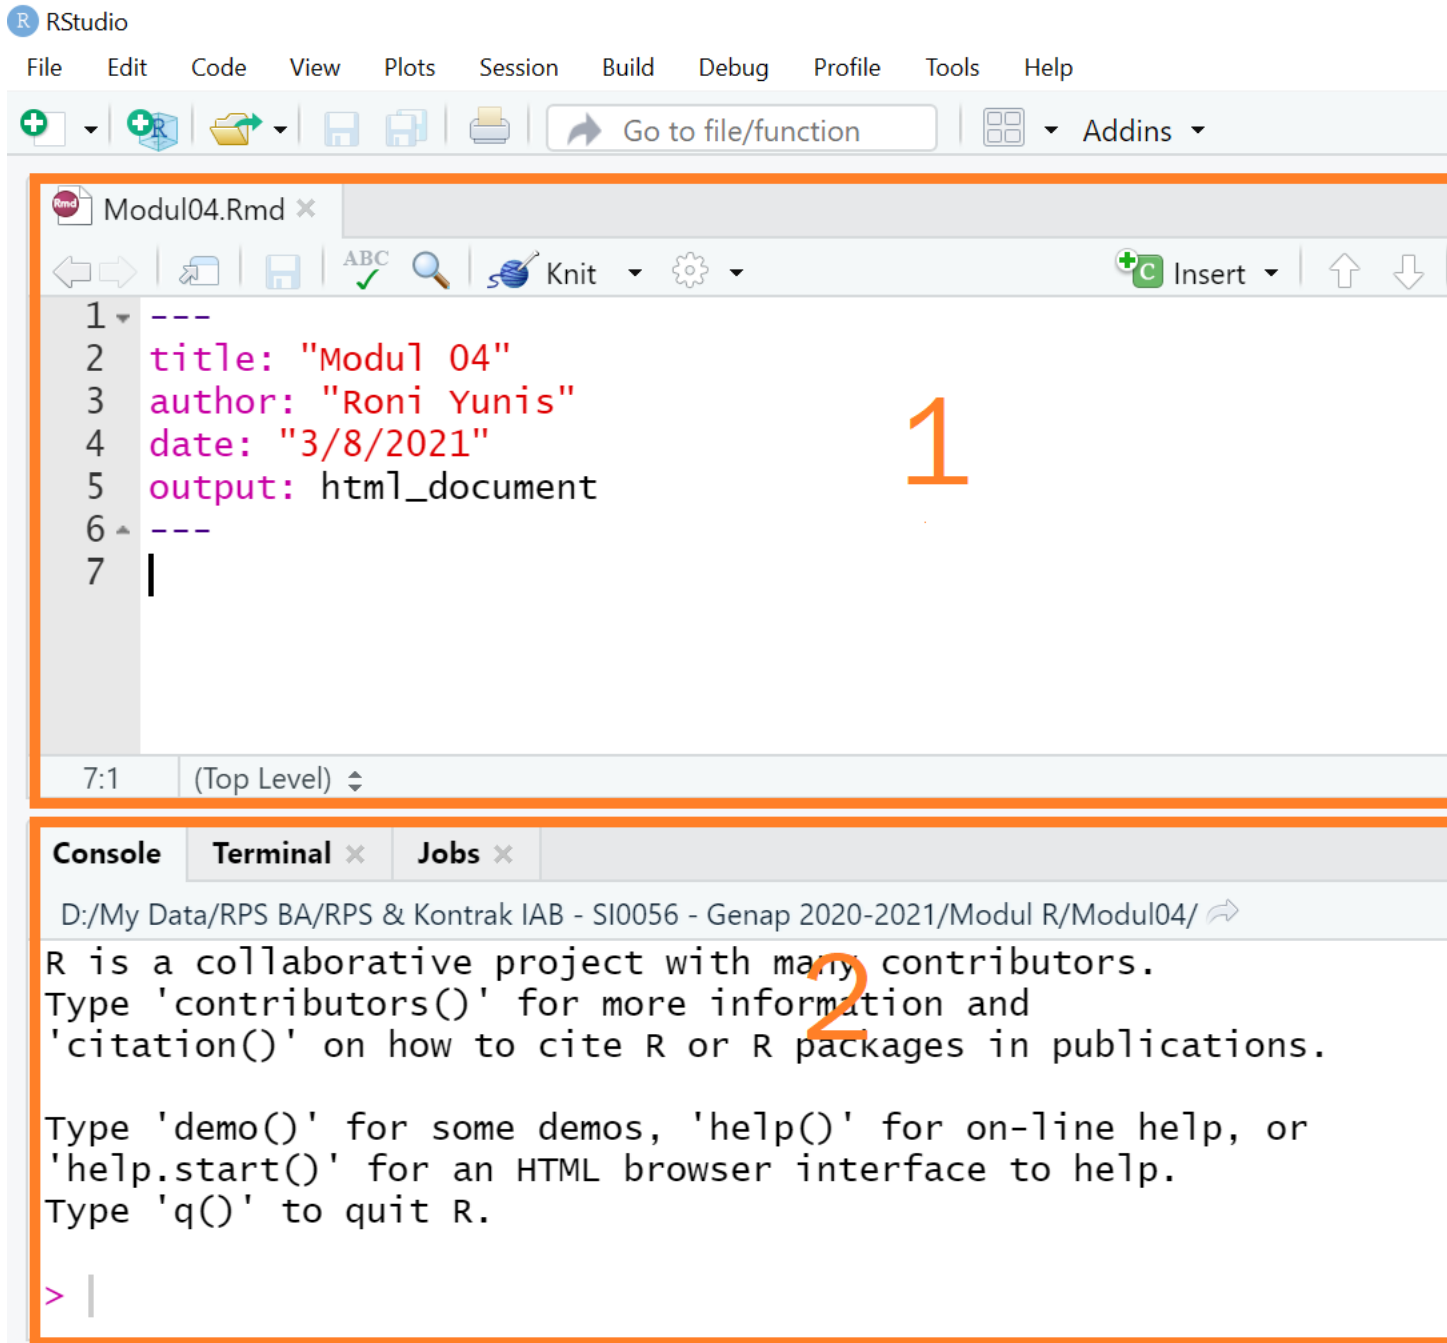 R RStudio
File Edit Code View Plots Session Build Debug Profile Tools Help
R Go to file/function Addins
Rmd Modul04.Rmd
ABC Knit C Insert
1 ---
2 title: "Modul 04"
3 author: "Roni Yunis"
4 date: "3/8/2021"
5 output: html_document
6 ---
7
1
7:1 (Top Level)
Console Terminal Jobs
D:/My Data/RPS BA/RPS & Kontrak IAB - SI0056 - Genap 2020-2021/Modul R/Modul04/
R is a collaborative project with many contributors.
2
Type 'contributors()' for more information and
'citation()' on how to cite R or R packages in publications.
Type 'demo()' for some demos, 'help()' for on-line help, or
'help.start()' for an HTML browser interface to help.
Type 'q()' to quit R.
>